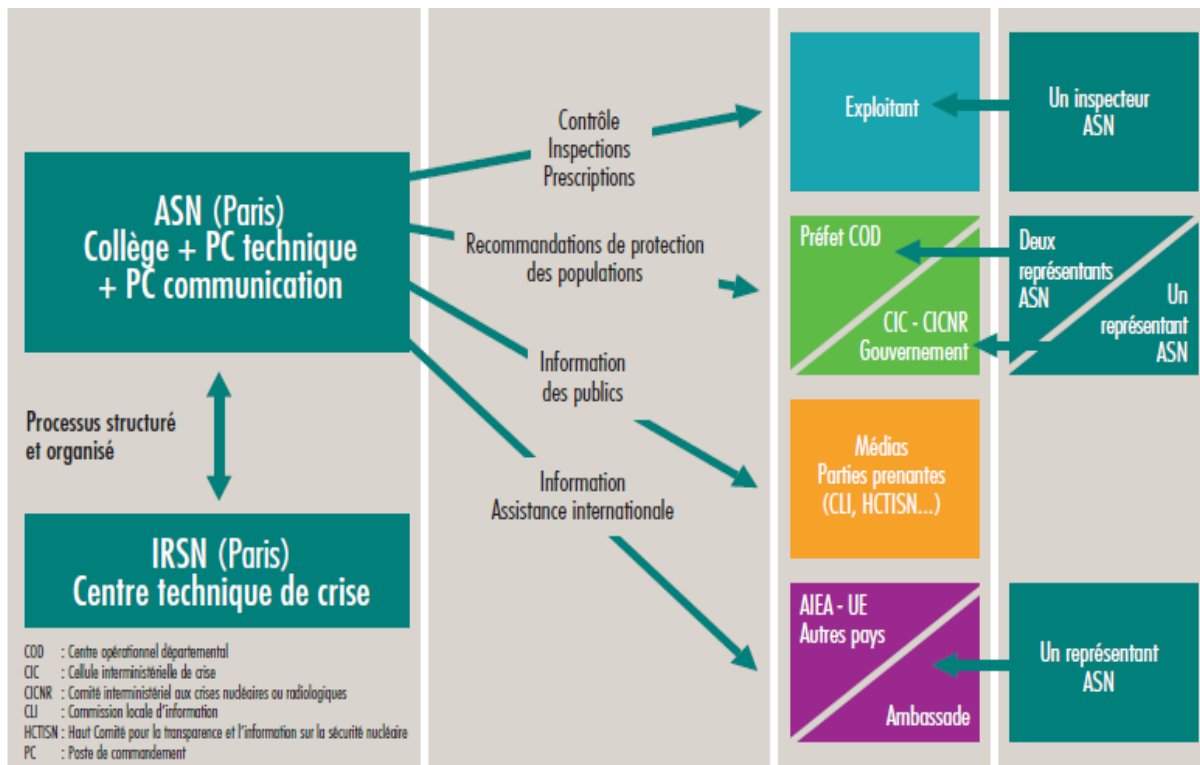 ASN (Paris)
Collège + PC technique
+ PC communication
Processus structuré
et organisé
IRSN (Paris)
Centre technique de crise
COD : Centre opérationnel départemental
CIC : Cellule interministérielle de crise
CICNR : Comité interministériel aux crises nucléaires ou radiologiques
CLI : Commission locale d'information
HCTISN : Haut Comité pour la transparence et l'information sur la sécurité nucléaire
PC : Poste de commandement
Contrôle
Inspections
Prescriptions
Recommandations de protection
des populations
Information
des publics
Information
Assistance internationale
Exploitant
Un inspecteur
ASN
Préfet COD
CIC - CICNR
Gouvernement
Deux
représentants
ASN
Un
représentant
ASN
Médias
Parties prenantes
(CLI, HCTISN...)
AIEA - UE
Autres pays
Ambassade
Un représentant
ASN